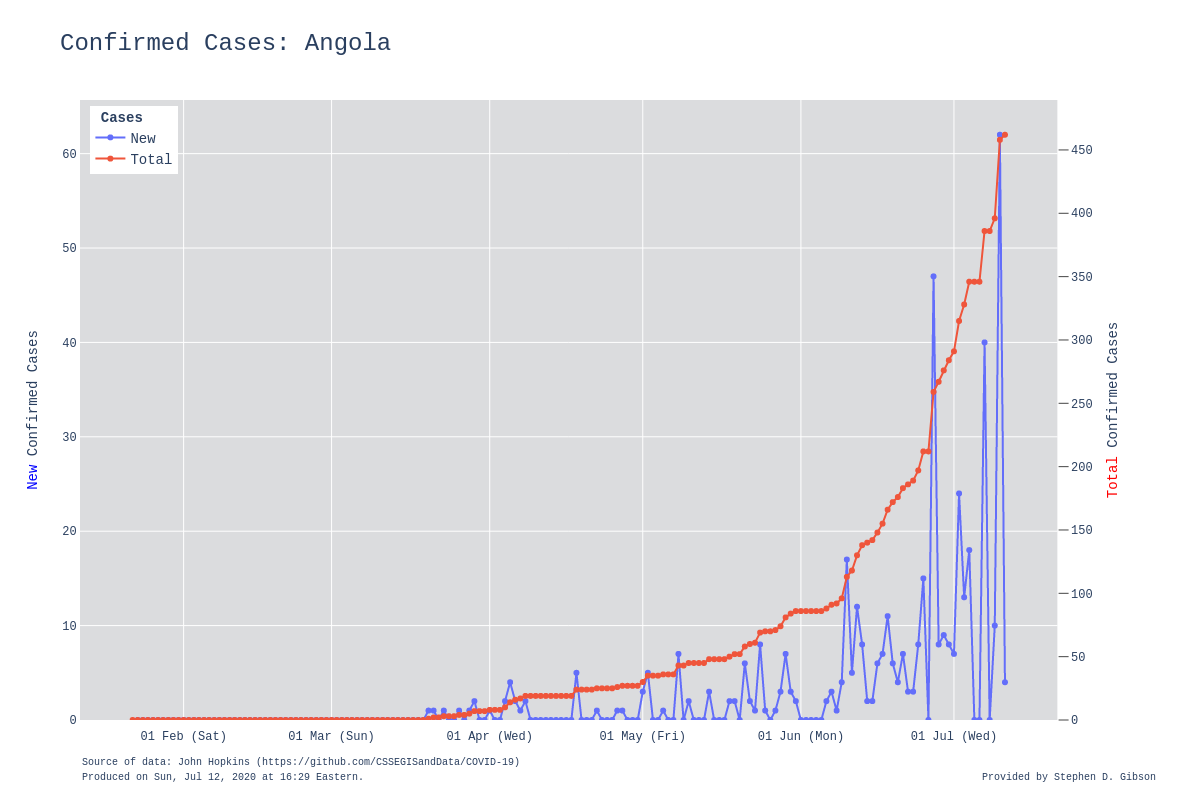 Confirmed Cases: Angola
Cases
New
Total
60
50
40
30
20
10
0
450
400
350
300
250
200
150
100
50
0
New Confirmed Cases
Total Confirmed Cases
01 Feb (Sat) 01 Mar (Sun) 01 Apr (Wed) 01 May (Fri) 01 Jun (Mon) 01 Jul (Wed)
Source of data: John Hopkins (https://github.com/CSSEGISandData/COVID-19)
Produced on Sun, Jul 12, 2020 at 16:29 Eastern.
Provided by Stephen D. Gibson